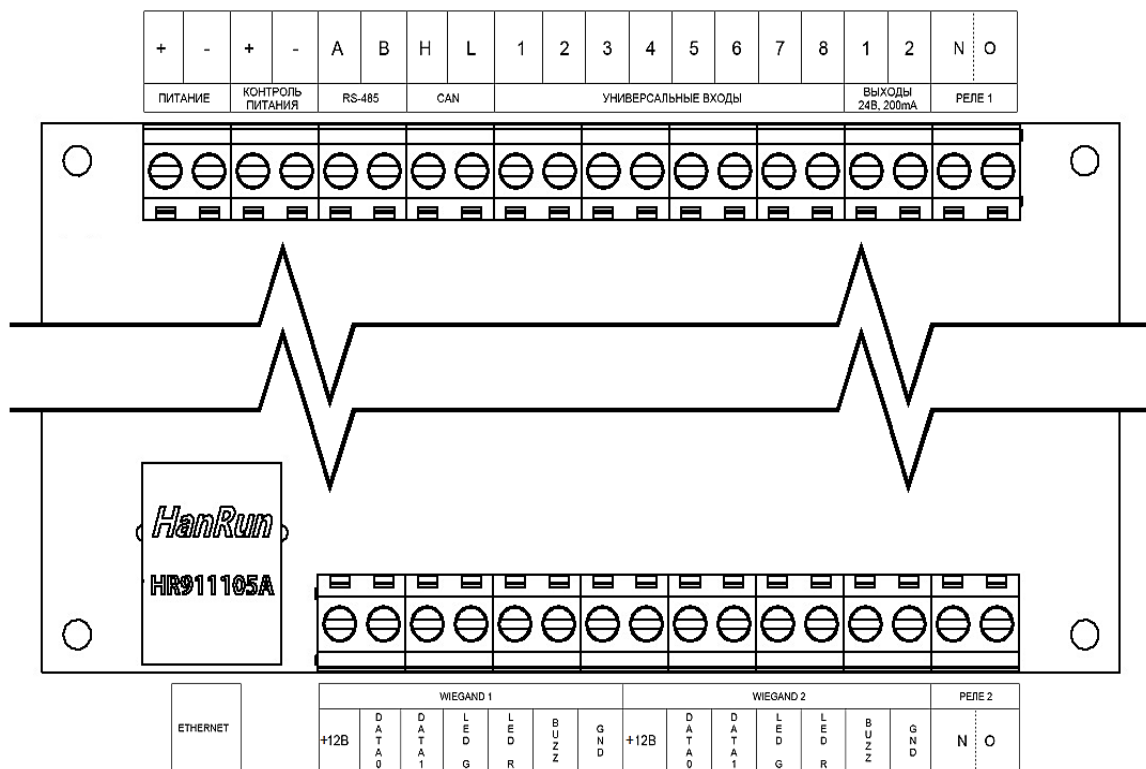 + - + - A B H L 1 2 3 4 5 6 7 8 1 2 N O
ПИТАНИЕ КОНТРОЛЬ ПИТАНИЯ RS-485 CAN УНИВЕРСАЛЬНЫЕ ВХОДЫ ВЫХОДЫ 24В, 200mA РЕЛЕ 1
HanRun
HR911105A
ETHERNET
WIEGAND 1 WIEGAND 2 РЕЛЕ 2
+12В DATA0 DATA1 LED G LED R BUZZ GND +12В DATA0 DATA1 LED G LED R BUZZ GND N O